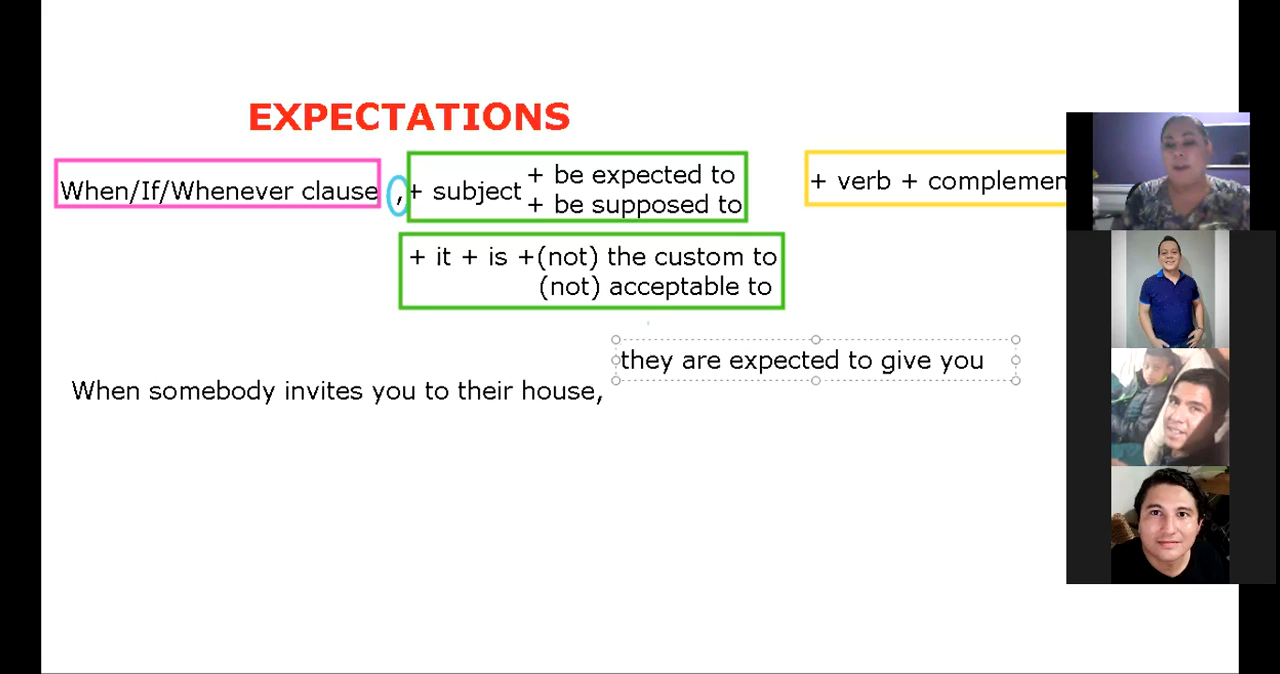 EXPECTATIONS
When/If/Whenever clause , + subject + be expected to
+ be supposed to
+ verb + complemen
+ it + is +(not) the custom to
(not) acceptable to
they are expected to give you
When somebody invites you to their house,